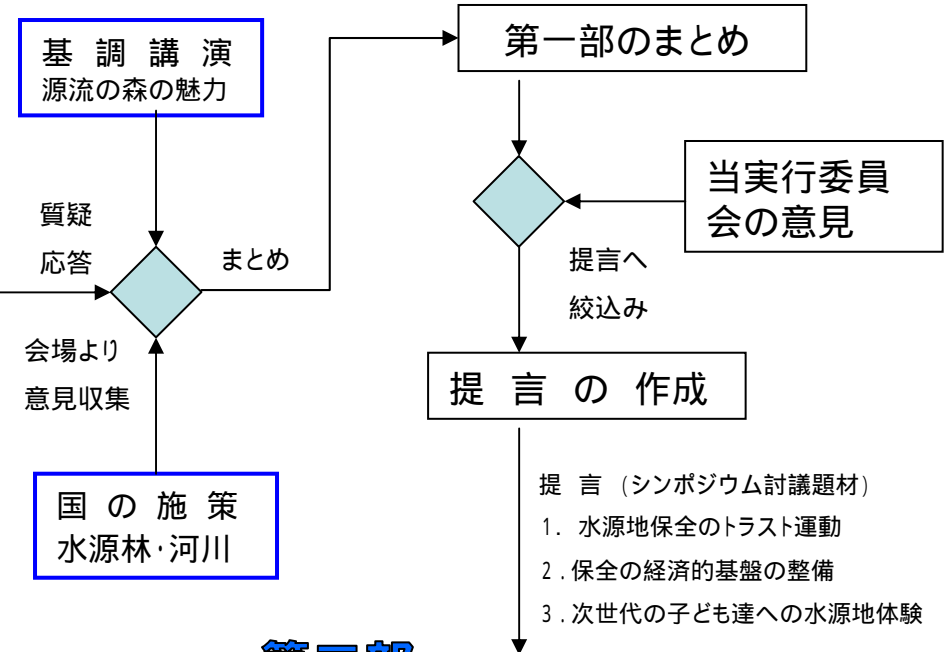 基 調 講 演
源流の森の魅力
第一部のまとめ
当実行委員
会の意見
質疑
応答
まとめ
提言へ
絞込み
会場より
意見収集
提 言 の 作成
国 の 施 策
水源林・河川
提 言 (シンポジウム討議題材)
1. 水源地保全のトラスト運動
2.保全の経済的基盤の整備
3.次世代の子ども達への水源地体験